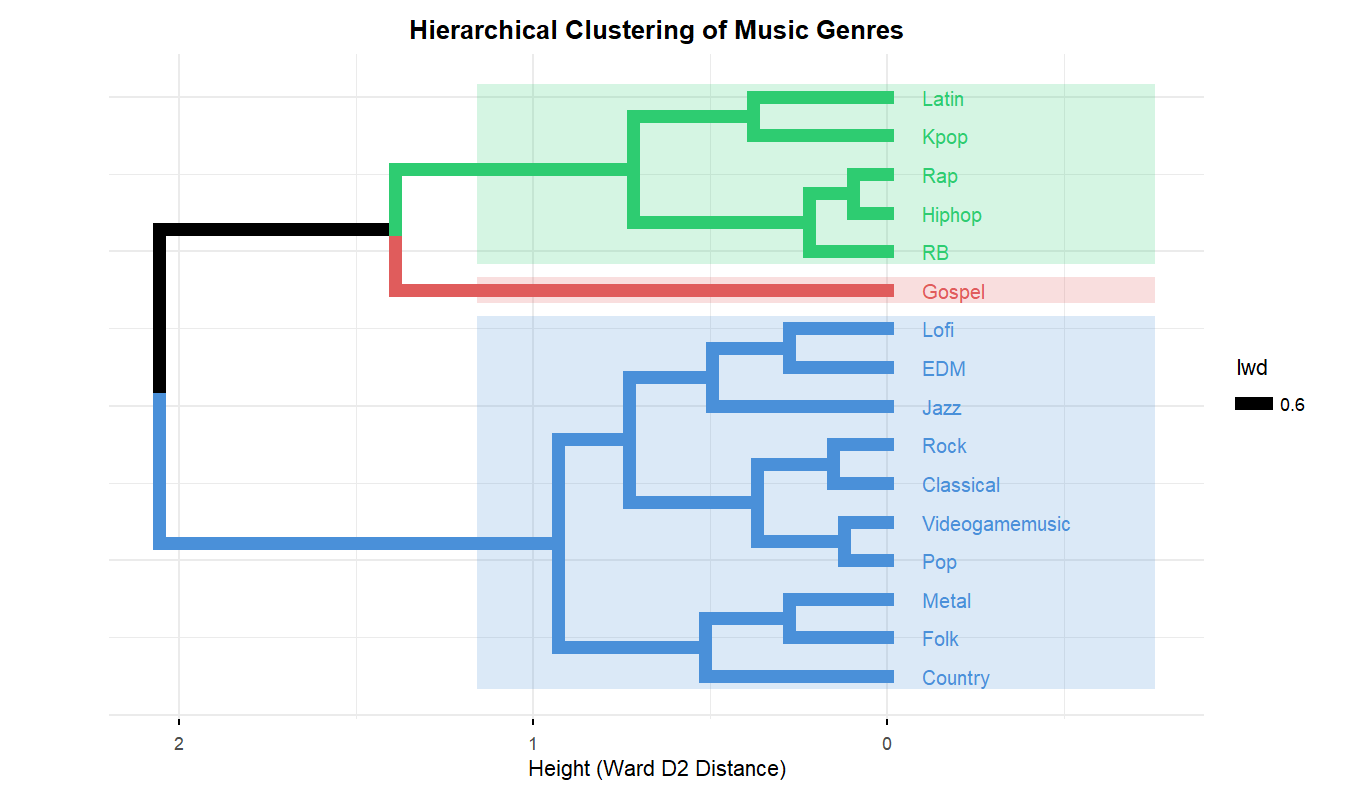 Hierarchical Clustering of Music Genres
Latin
Kpop
Rap
Hiphop
RB
Gospel
Lofi
EDM
Jazz
Rock
Classical
Videogamemusic
Pop
Metal
Folk
Country
lwd
0.6
2
1
0
Height (Ward D2 Distance)